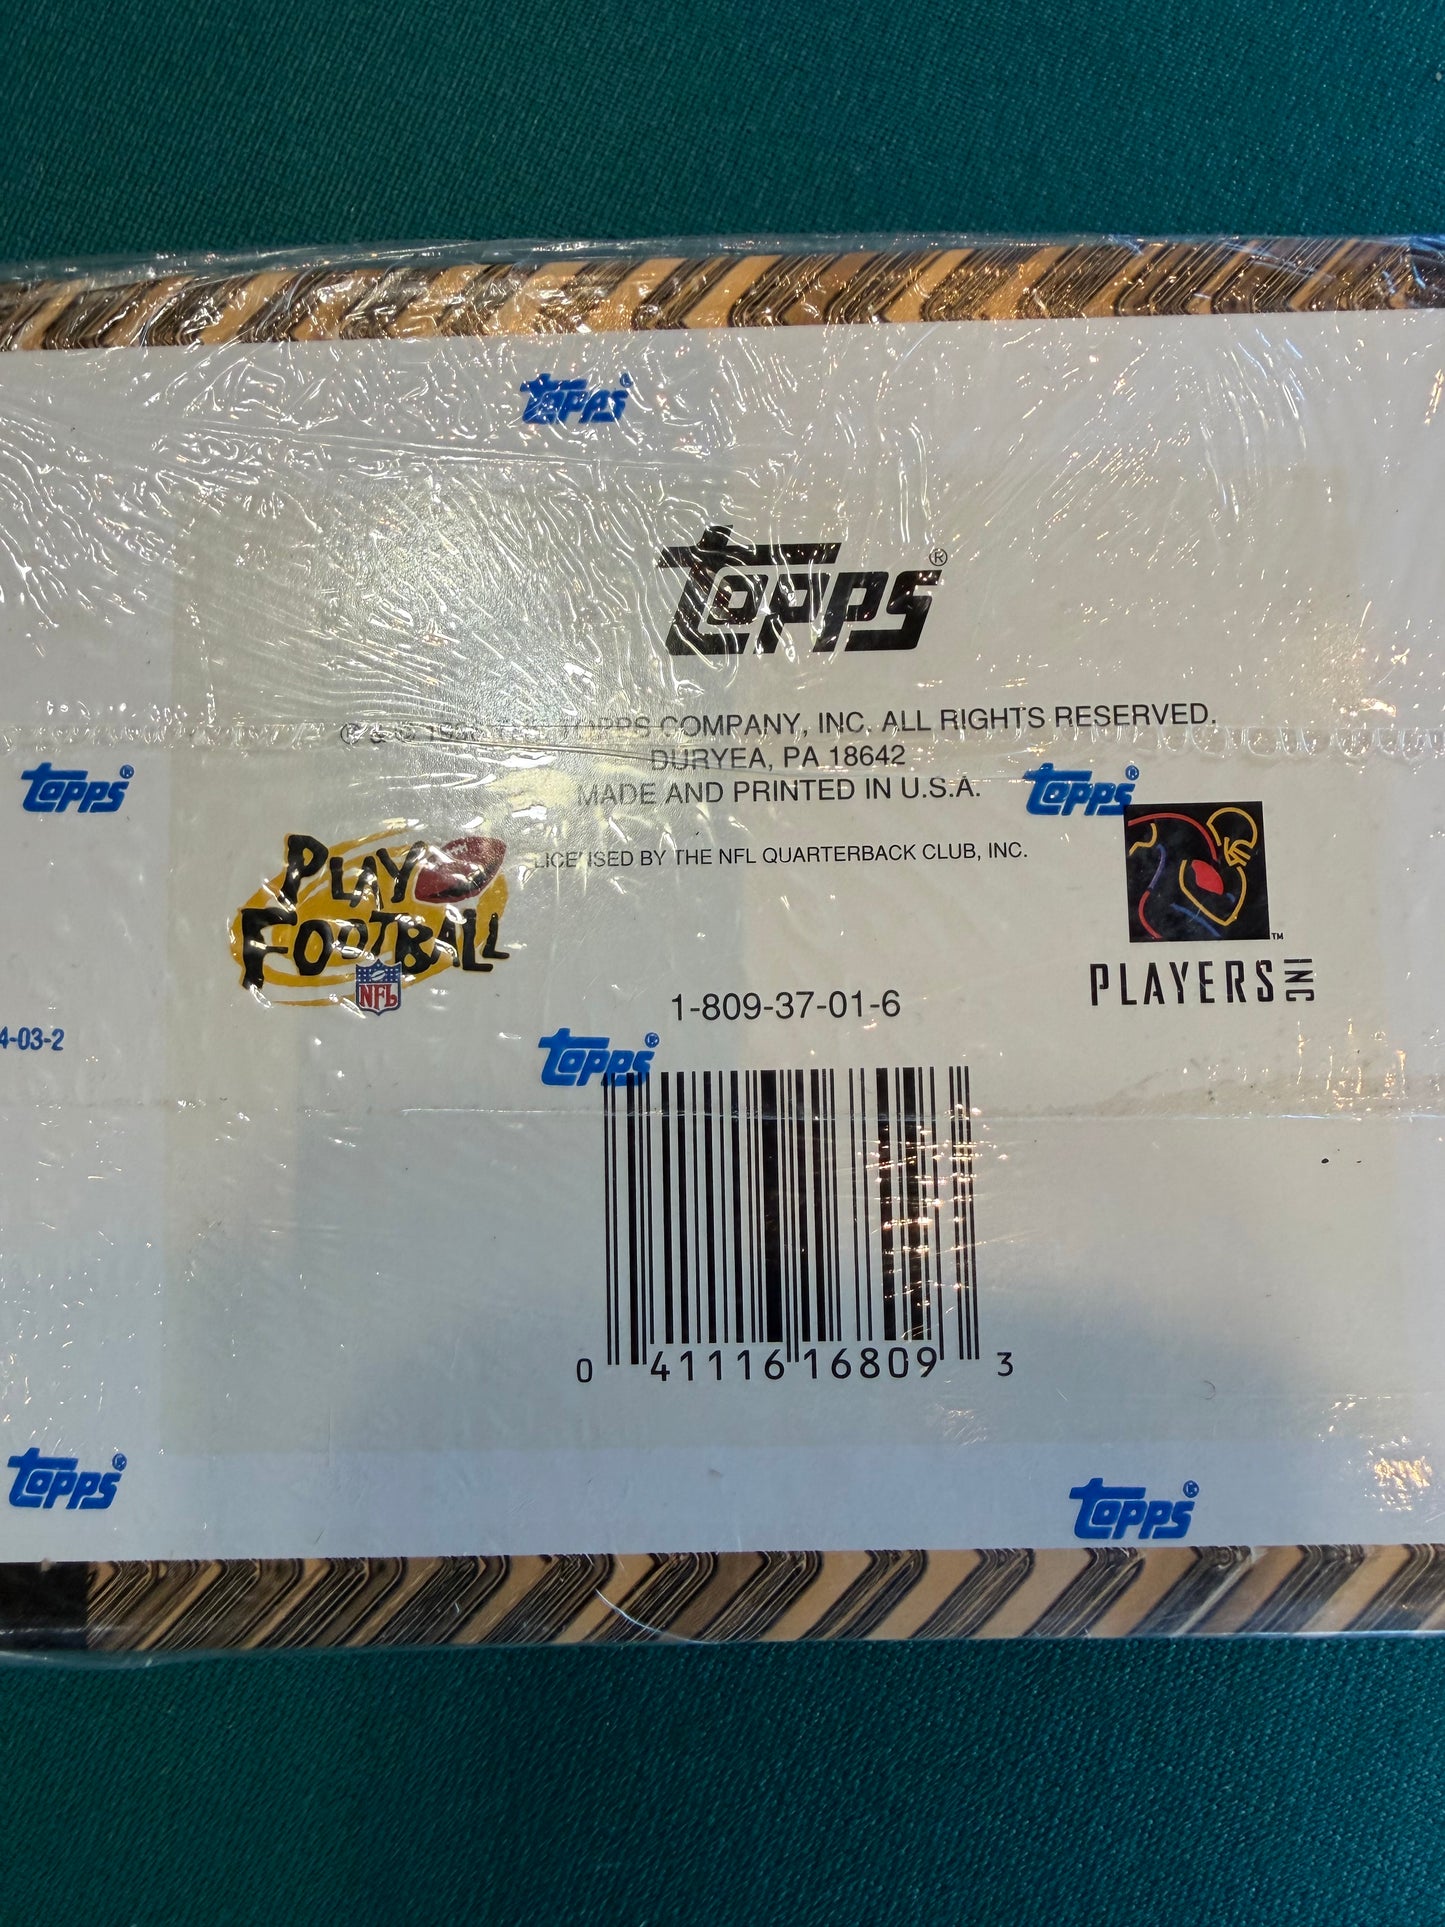 Topps®
Topps®
® & © THE TOPPS COMPANY, INC. ALL RIGHTS RESERVED.
DURYEA, PA 18642
MADE AND PRINTED IN U.S.A.
Topps®
Topps®
LICENSED BY THE NFL QUARTERBACK CLUB, INC.
PLAY
FOOTBALL
NFL
™
PLAYERS INC
1-809-37-01-6
4-03-2
Topps®
0 41116 16809 3
Topps®
Topps®